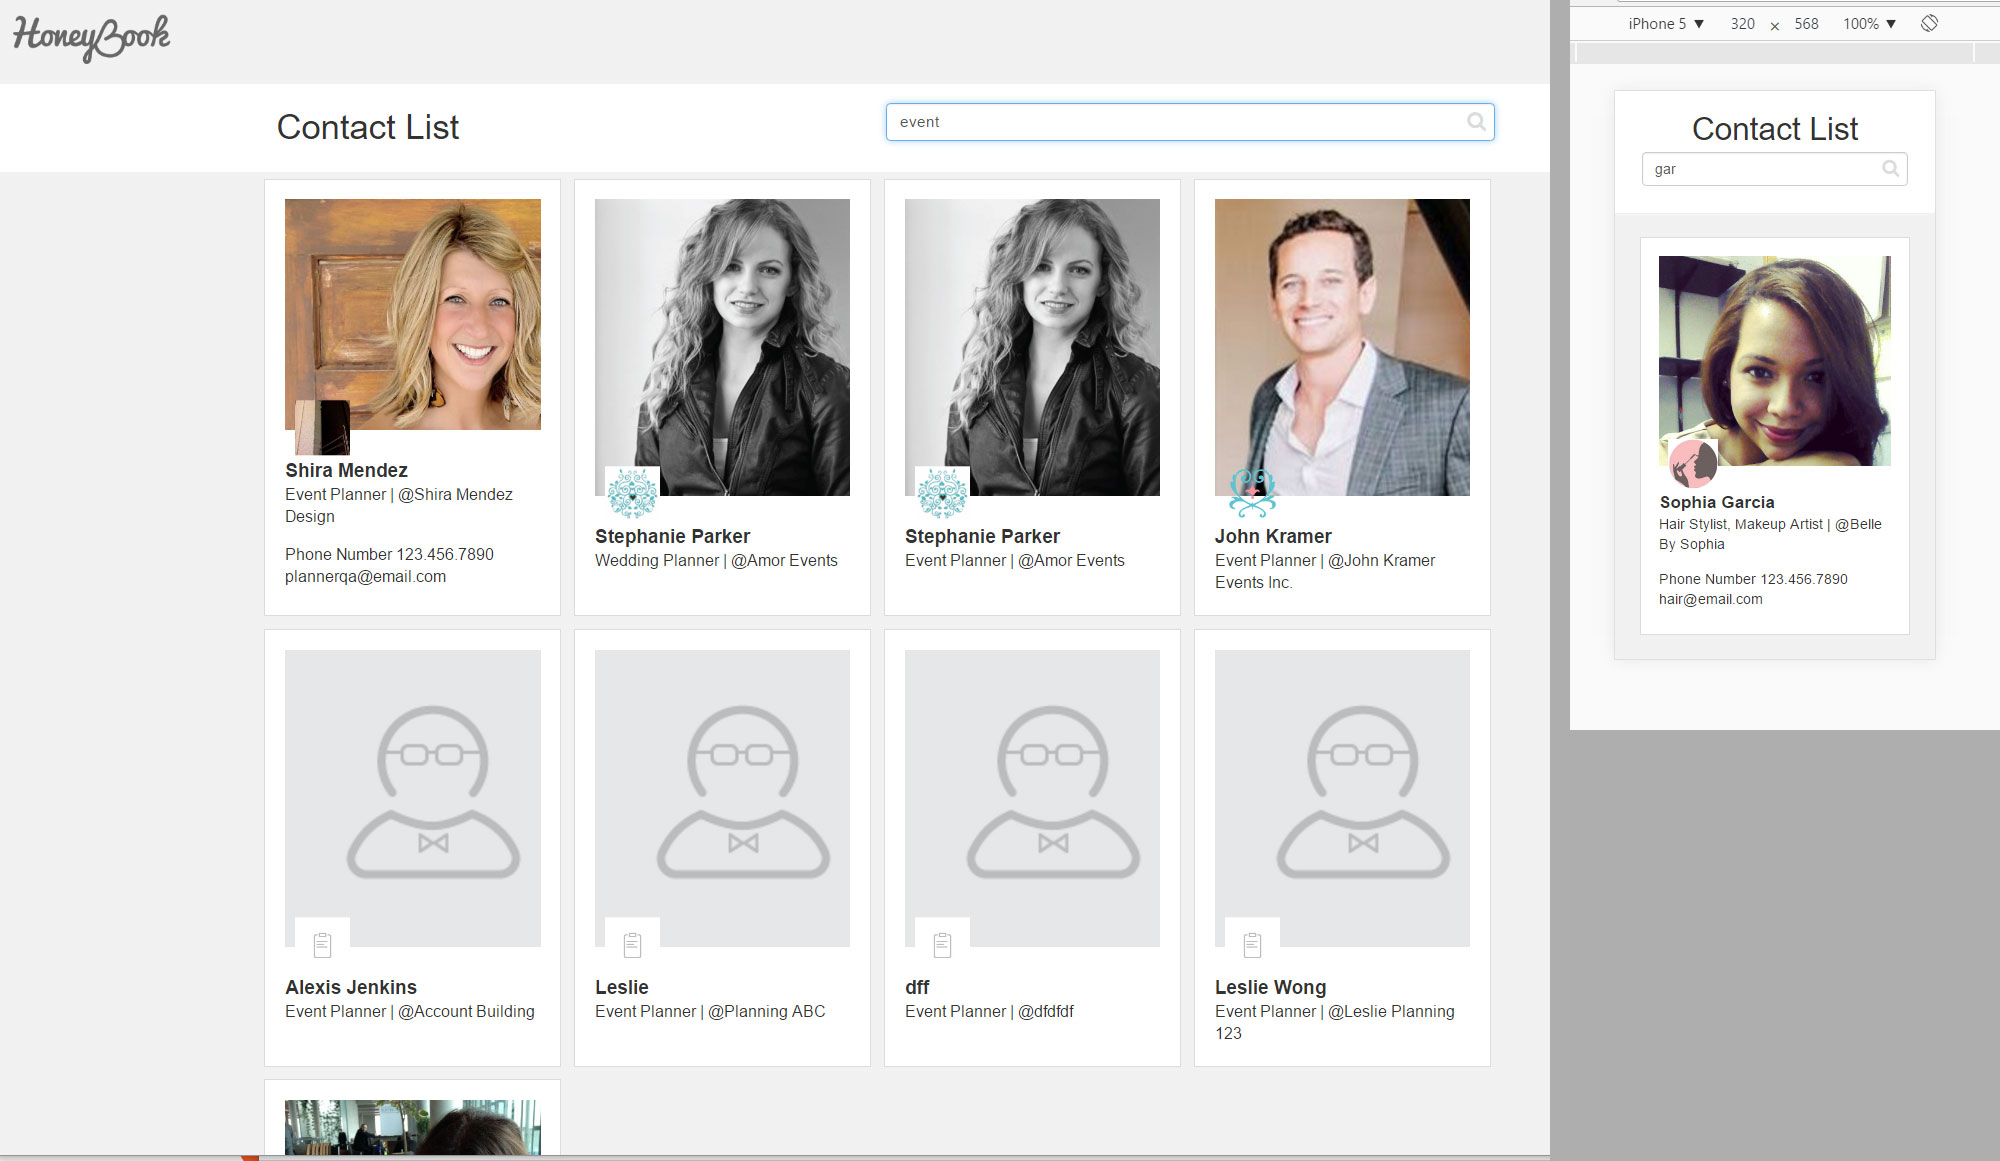 HoneyBook
Contact List
event
Shira Mendez
Event Planner | @Shira Mendez
Design
Phone Number 123.456.7890
plannerqa@email.com
Stephanie Parker
Wedding Planner | @Amor Events
Stephanie Parker
Event Planner | @Amor Events
John Kramer
Event Planner | @John Kramer
Events Inc.
Alexis Jenkins
Event Planner | @Account Building
Leslie
Event Planner | @Planning ABC
dff
Event Planner | @dfdfdf
Leslie Wong
Event Planner | @Leslie Planning
123
iPhone 5 ▼ 320 × 568 100% ▼
Contact List
gar
Sophia Garcia
Hair Stylist, Makeup Artist | @Belle
By Sophia
Phone Number 123.456.7890
hair@email.com